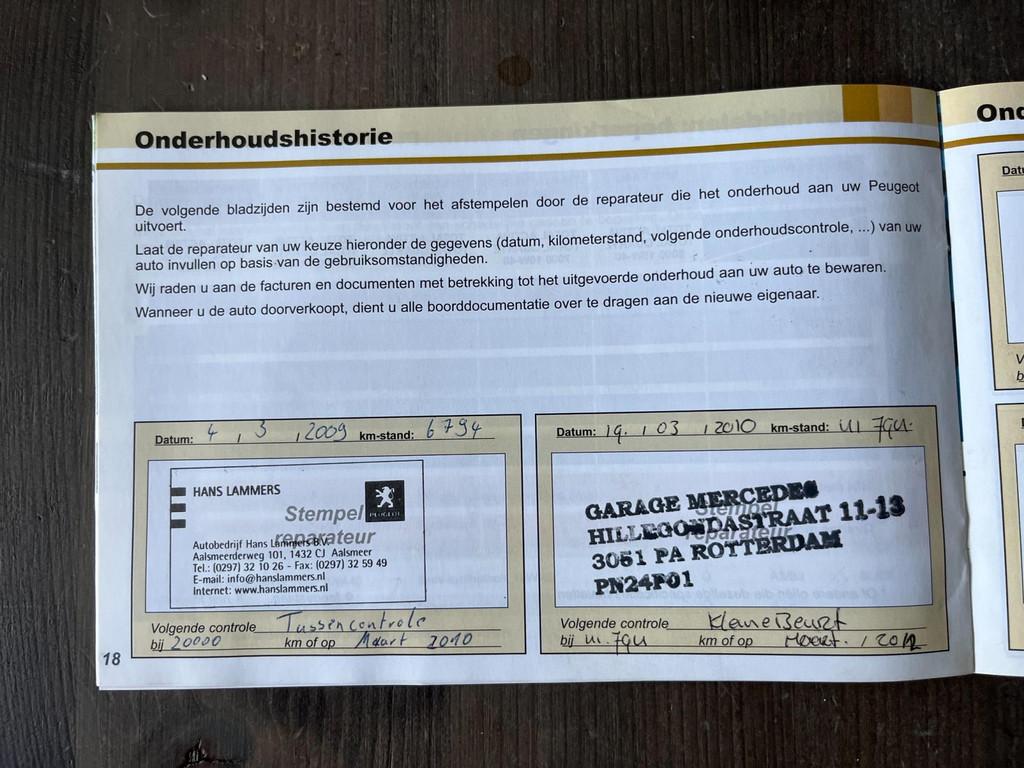 Onderhoudshistorie
De volgende bladzijden zijn bestemd voor het afstempelen door de reparateur die het onderhoud aan uw Peugeot
uitvoert.
Laat de reparateur van uw keuze hieronder de gegevens (datum, kilometerstand, volgende onderhoudscontrole, ...) van uw
auto invullen op basis van de gebruiksomstandigheden.
Wij raden u aan de facturen en documenten met betrekking tot het uitgevoerde onderhoud aan uw auto te bewaren.
Wanneer u de auto doorverkoopt, dient u alle boorddocumentatie over te dragen aan de nieuwe eigenaar.
Datum: 4 , 3 , 2009 km-stand: 6794
HANS LAMMERS
Stempel
PEUGEOT
reparateur
Autobedrijf Hans Lammers B.V.
Aalsmeerderweg 101, 1432 CJ Aalsmeer
Tel.: (0297) 32 10 26 - Fax: (0297) 32 59 49
E-mail: info@hanslammers.nl
Internet: www.hanslammers.nl
Volgende controle Tussencontrole
bij 20000 km of op Maart 2010
18
Datum: 19. , 03 , 2010 km-stand:
GARAGE MERCEDES
Stempel
HILLEGONDASTRAAT 11-13
reparateur
3051 PA ROTTERDAM
PN24F01
Volgende controle Kleine Beurt
bij km of op Maart. , 2012
Datu